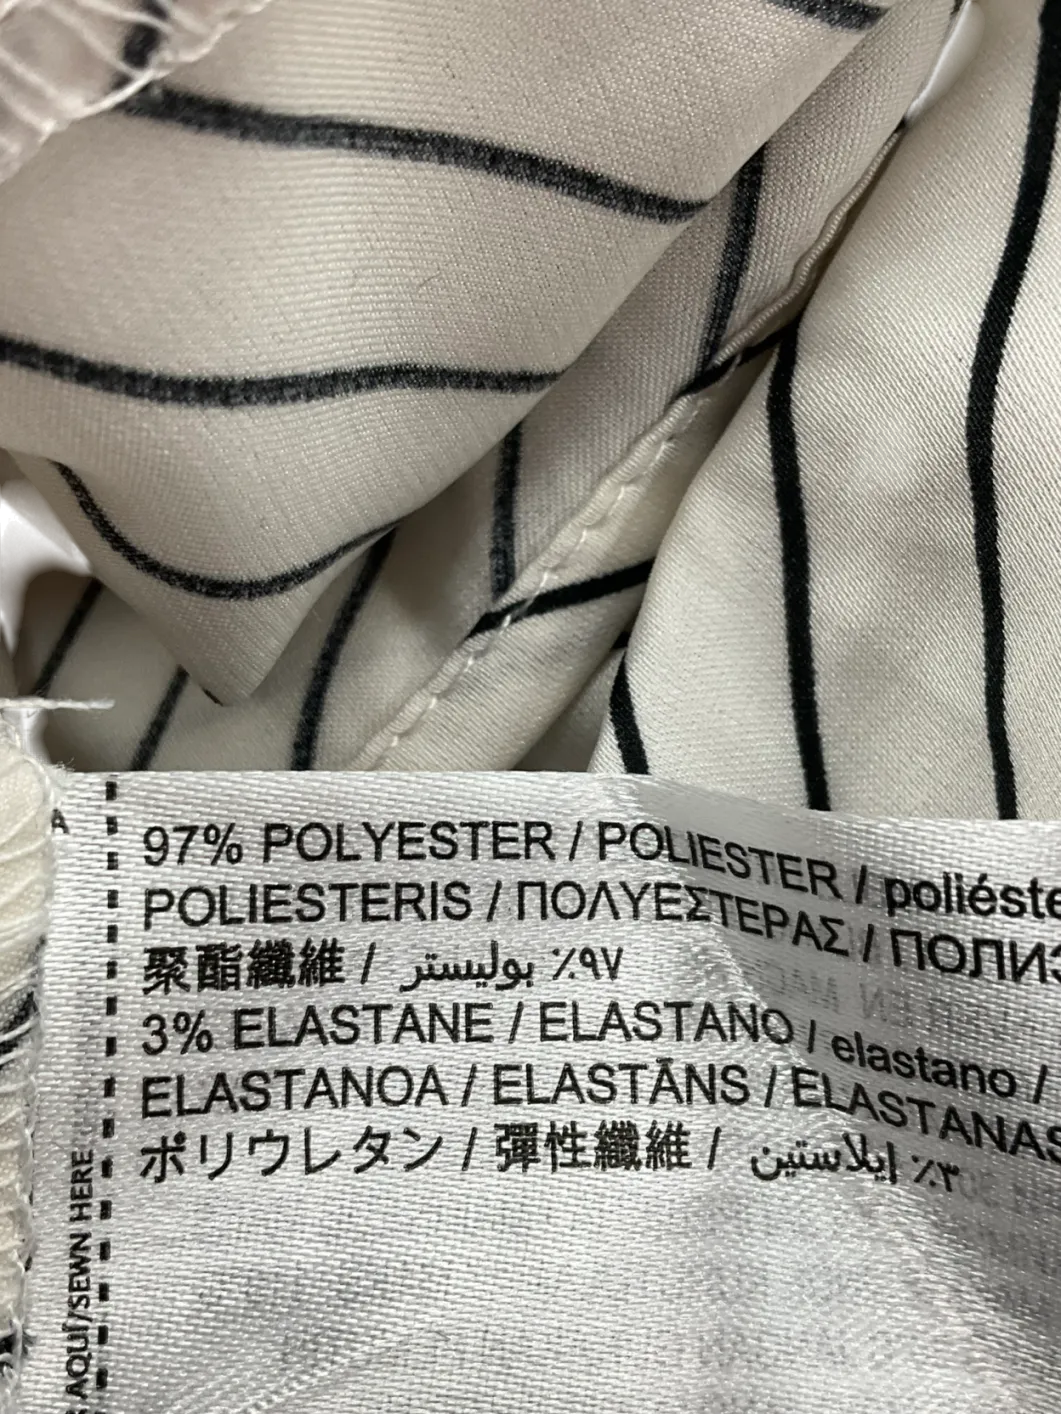 97% POLYESTER / POLIESTER / poliéste
POLIESTERIS / ΠΟΛΥΕΣΤΕΡΑΣ / ПОЛИЭ
聚酯纖維 / بوليستر ٪٩٧
3% ELASTANE / ELASTANO / elastano /
ELASTANOA / ELASTĀNS / ELASTANAS
ポリウレタン / 彈性纖維 / إيلاستين ٪٣
AQUÍ/SEWN HERE